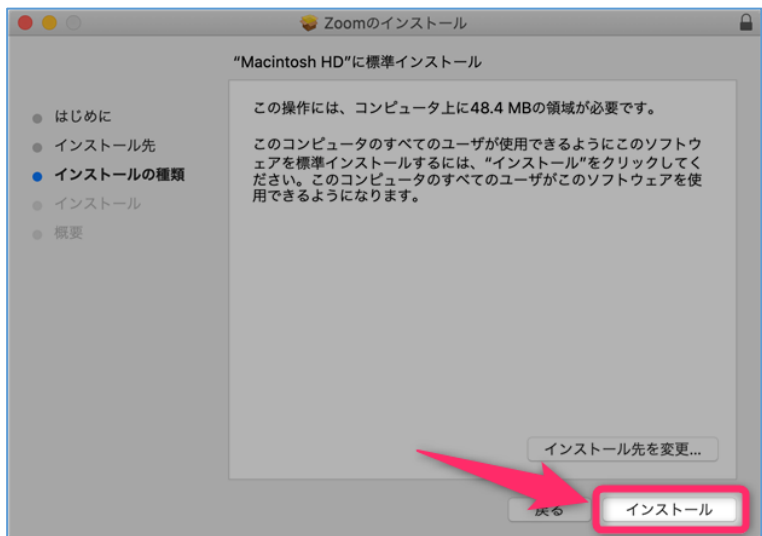 Zoomのインストール
“Macintosh HD”に標準インストール
はじめに
インストール先
インストールの種類
インストール
概要
この操作には、コンピュータ上に48.4 MBの領域が必要です。
このコンピュータのすべてのユーザが使用できるようにこのソフトウ
ェアを標準インストールするには、“インストール”をクリックしてく
ださい。このコンピュータのすべてのユーザがこのソフトウェアを使
用できるようになります。
インストール先を変更...
戻る
インストール